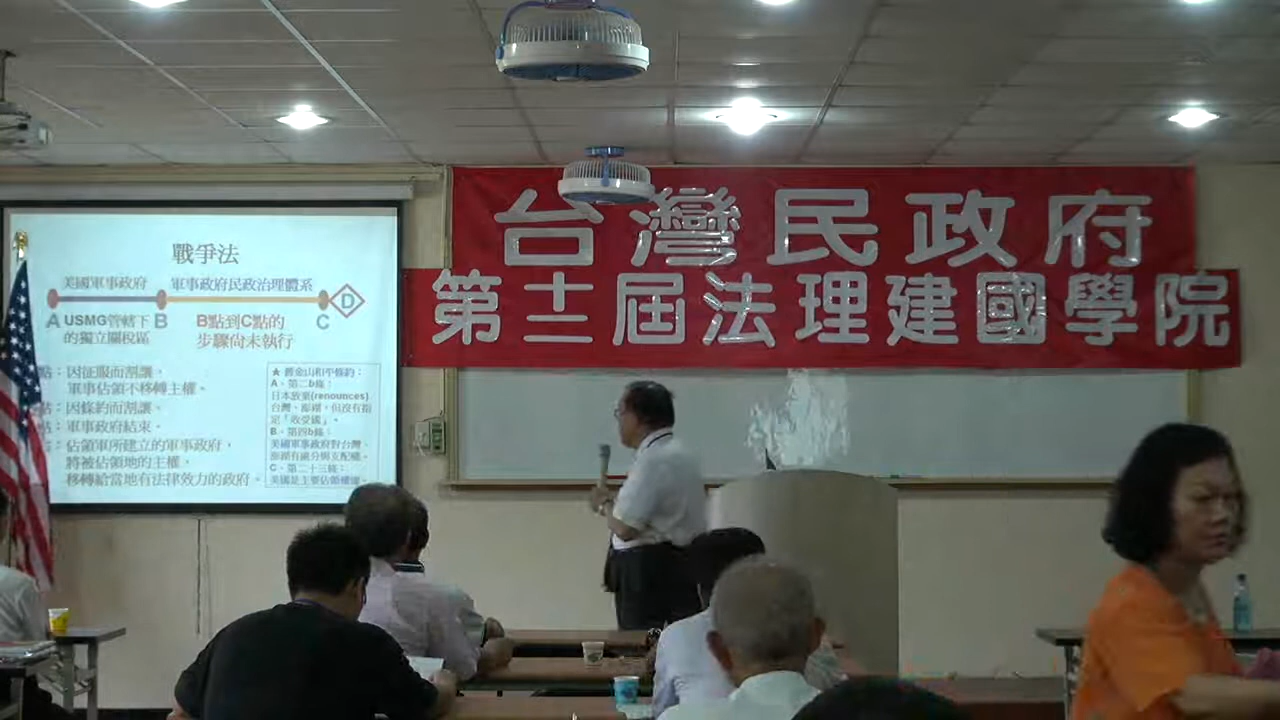 台灣民政府
第十三屆法理建國學院
戰爭法
美國軍事政府 軍事政府民政治理體系
D
A USMG管轄下 B B點到C點的 C
的獨立關稅區 步驟尚未執行
點：因征服而割讓，
軍事佔領不移轉主權。
點：因條約而割讓。
點：軍事政府結束。
佔領軍所建立的軍事政府，
將被佔領地的主權，
移轉給當地有法律效力的政府。
★ 舊金山和平條約：
A、第二b條：
日本放棄(renounces)
台灣、澎湖，但沒有指
定「收受國」。
B、第四b條：
美國軍事政府對台灣、
澎湖有處分與支配權。
C、第二十三條：
美國是主要佔領權